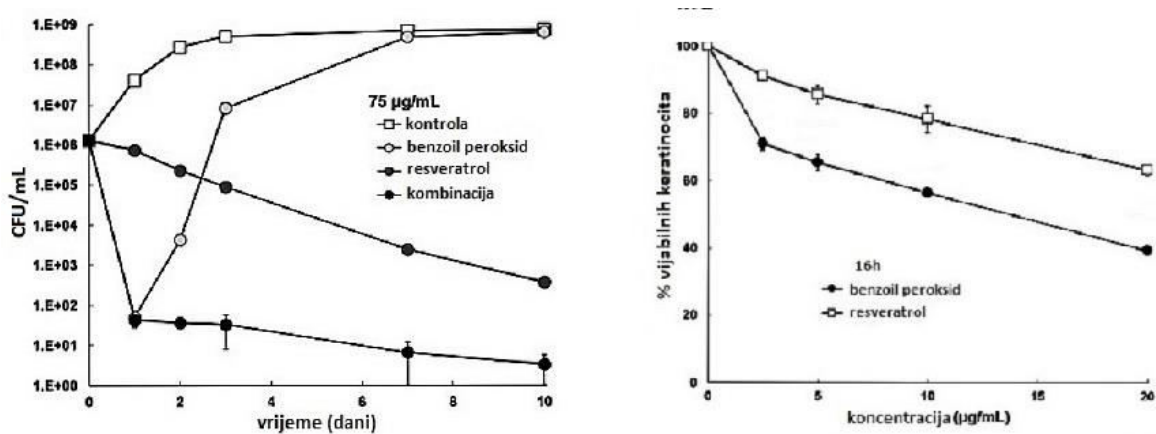 1.E+09
1.E+08
1.E+07
1.E+06
1.E+05
1.E+04
1.E+03
1.E+02
1.E+01
1.E+00
CFU/mL
75 µg/mL
kontrola
benzoil peroksid
resveratrol
kombinacija
0 2 4 6 8 10
vrijeme (dani)
100
80
60
40
20
0
% vijabilnih keratinocita
16h
benzoil peroksid
resveratrol
0 5 10 15 20
koncentracija (µg/mL)